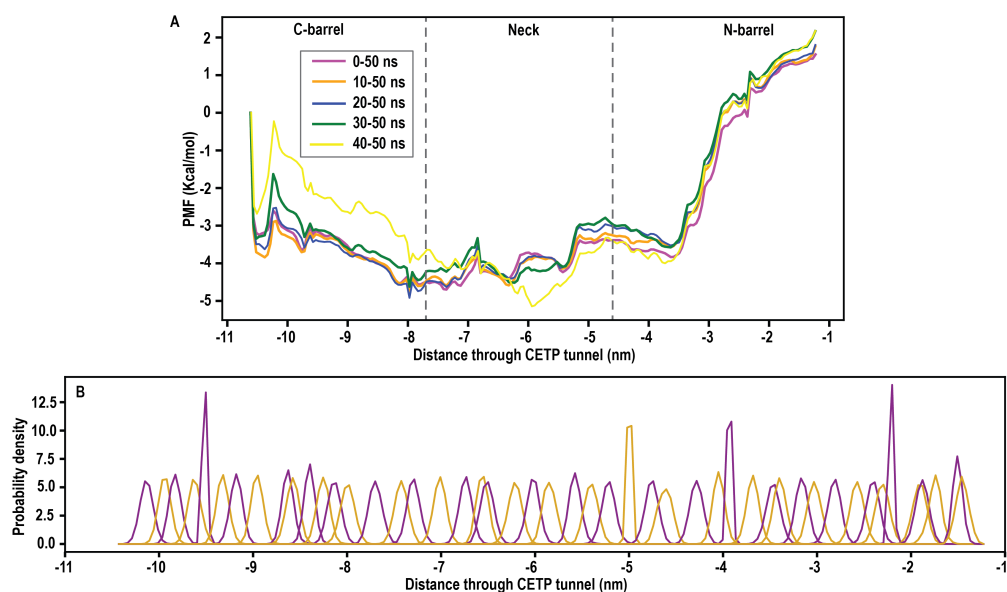 A
C-barrel Neck N-barrel
0-50 ns
10-50 ns
20-50 ns
30-50 ns
40-50 ns
PMF (Kcal/mol)
2
1
0
-1
-2
-3
-4
-5
-11 -10 -9 -8 -7 -6 -5 -4 -3 -2 -1
Distance through CETP tunnel (nm)
B
Probability density
12.5
10.0
7.5
5.0
2.5
0.0
-11 -10 -9 -8 -7 -6 -5 -4 -3 -2 -1
Distance through CETP tunnel (nm)